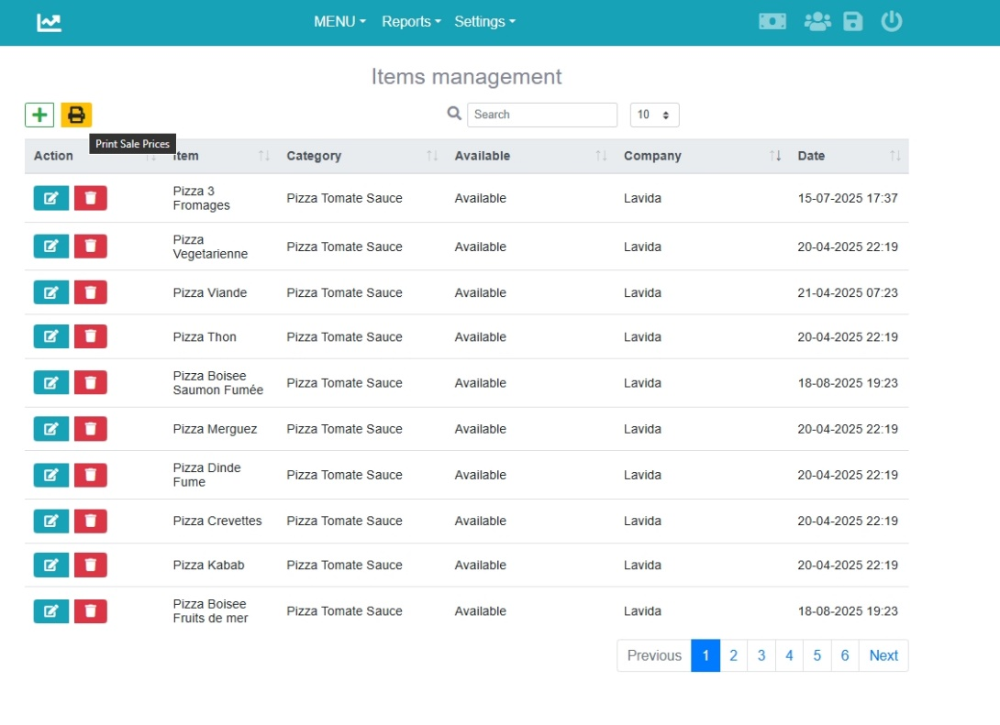 MENU Reports Settings
Items management
Search 10
Print Sale Prices
Action Item Category Available Company Date
Pizza 3
Fromages Pizza Tomate Sauce Available Lavida 15-07-2025 17:37
Pizza
Vegetarienne Pizza Tomate Sauce Available Lavida 20-04-2025 22:19
Pizza Viande Pizza Tomate Sauce Available Lavida 21-04-2025 07:23
Pizza Thon Pizza Tomate Sauce Available Lavida 20-04-2025 22:19
Pizza Boisee
Saumon Fumée Pizza Tomate Sauce Available Lavida 18-08-2025 19:23
Pizza Merguez Pizza Tomate Sauce Available Lavida 20-04-2025 22:19
Pizza Dinde
Fume Pizza Tomate Sauce Available Lavida 20-04-2025 22:19
Pizza Crevettes Pizza Tomate Sauce Available Lavida 20-04-2025 22:19
Pizza Kabab Pizza Tomate Sauce Available Lavida 20-04-2025 22:19
Pizza Boisee
Fruits de mer Pizza Tomate Sauce Available Lavida 18-08-2025 19:23
Previous 1 2 3 4 5 6 Next